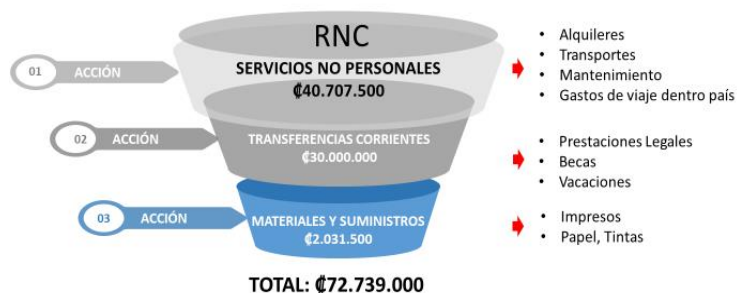 RNC
01 ACCIÓN
SERVICIOS NO PERSONALES
₡40.707.500
• Alquileres
• Transportes
• Mantenimiento
• Gastos de viaje dentro país
02 ACCIÓN
TRANSFERENCIAS CORRIENTES
₡30.000.000
• Prestaciones Legales
• Becas
• Vacaciones
03 ACCIÓN
MATERIALES Y SUMINISTROS
₡2.031.500
• Impresos
• Papel, Tintas
TOTAL: ₡72.739.000